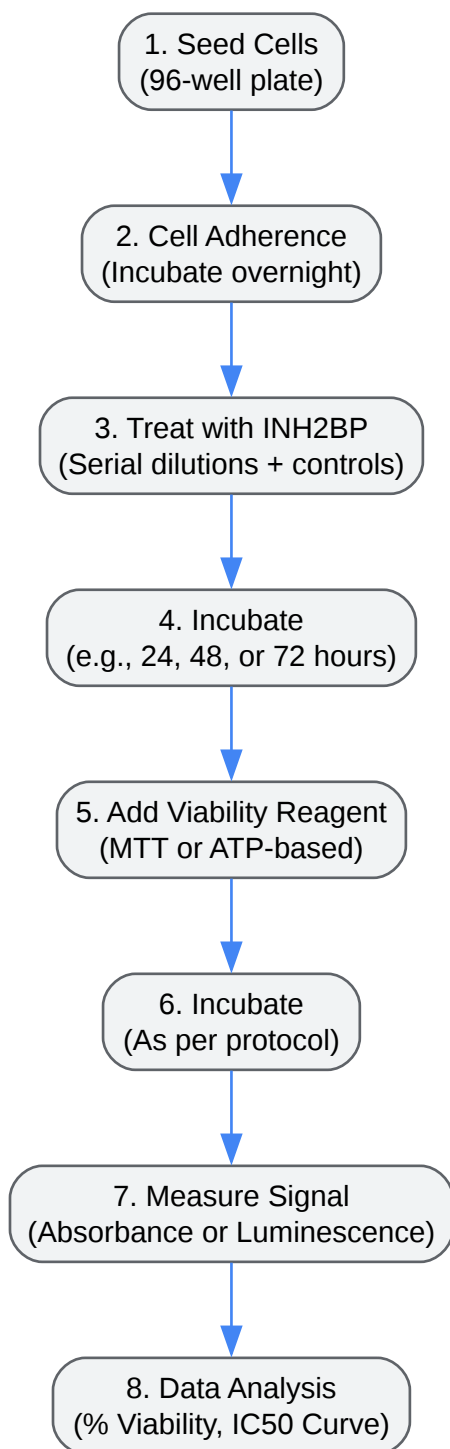 1. Seed Cells
(96-well plate)
2. Cell Adherence
(Incubate overnight)
3. Treat with INH2BP
(Serial dilutions + controls)
4. Incubate
(e.g., 24, 48, or 72 hours)
5. Add Viability Reagent
(MTT or ATP-based)
6. Incubate
(As per protocol)
7. Measure Signal
(Absorbance or Luminescence)
8. Data Analysis
(% Viability, IC50 Curve)